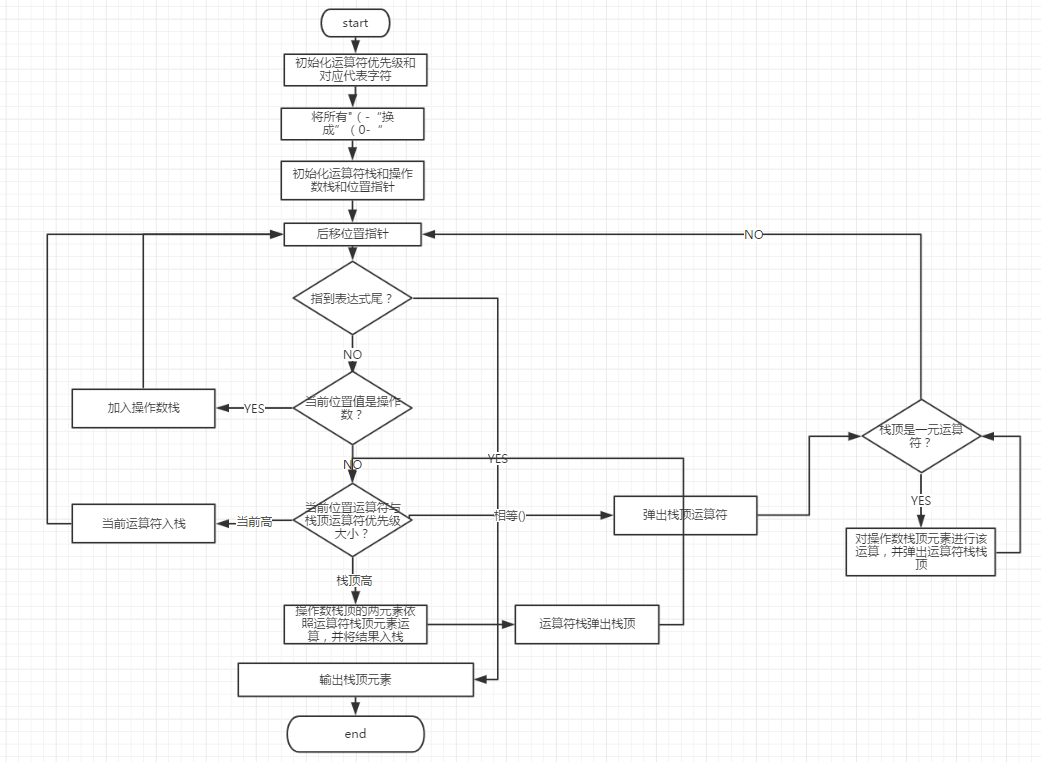 start
初始化运算符优先级和
对应代表字符
将所有"（ - “换
成”（ 0- “
初始化运算符栈和操作
数栈和位置指针
后移位置指针
NO
指到表达式尾？
NO
当前位置值是操作
数？
YES
加入操作数栈
栈顶是一元运算
符？
NO
YES
当前位置运算符与
栈顶运算符优先级
大小？
当前高
当前运算符入栈
相等()
弹出栈顶运算符
YES
对操作数栈顶元素进行该
运算，并弹出运算符栈栈
顶
栈顶高
操作数栈顶的两元素依
照运算符栈顶元素运
算，并将结果入栈
运算符栈弹出栈顶
输出栈顶元素
end